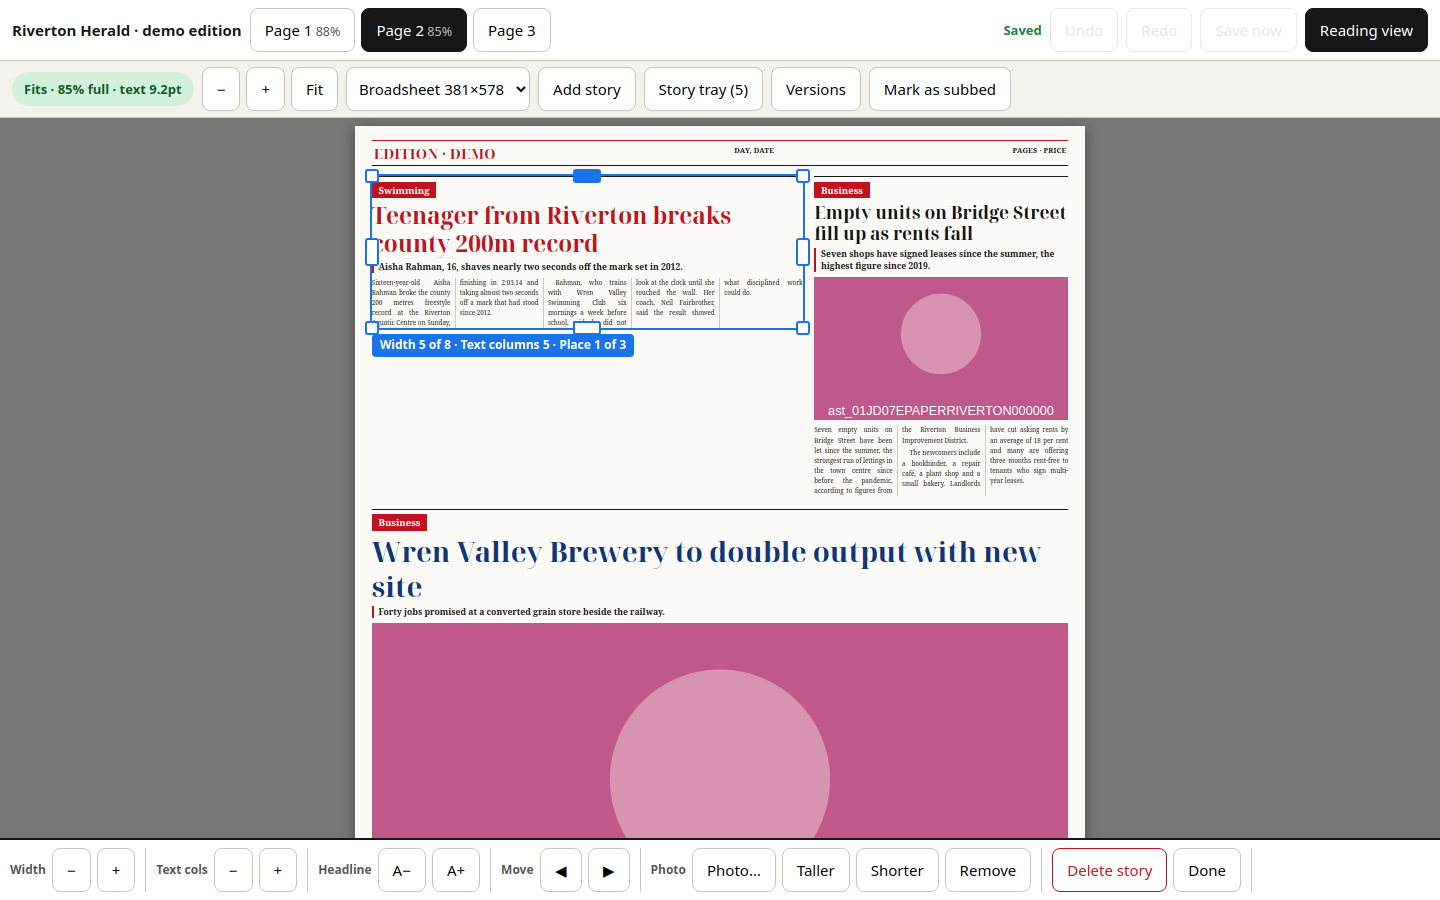 Riverton Herald · demo edition
Page 1 88%
Page 2 85%
Page 3
Saved
Undo
Redo
Save now
Reading view
Fits · 85% full · text 9.2pt
−
+
Fit
Broadsheet 381×578
Add story
Story tray (5)
Versions
Mark as subbed
EDITION · DEMO
DAY, DATE
PAGES · PRICE
Swimming
Teenager from Riverton breaks
county 200m record
Aisha Rahman, 16, shaves nearly two seconds off the mark set in 2012.
Sixteen-year-old Aisha
Rahman broke the county
200 metres freestyle
record at the Riverton
Aquatic Centre on Sunday,
finishing in 2:03.14 and
taking almost two seconds
off a mark that had stood
since 2012.
Rahman, who trains
with Wren Valley
Swimming Club six
mornings a week before
school, did not
look at the clock until she
touched the wall. Her
coach, Neil Fairbrother,
said the result showed
what disciplined work
could do.
Width 5 of 8 · Text columns 5 · Place 1 of 3
Business
Empty units on Bridge Street
fill up as rents fall
Seven shops have signed leases since the summer, the
highest figure since 2019.
ast_01JD07EPAPERRIVERTON000000
Seven empty units on
Bridge Street have been
let since the summer, the
strongest run of lettings in
the town centre since
before the pandemic,
according to figures from
the Riverton Business
Improvement District.
The newcomers include
a bookbinder, a repair
café, a plant shop and a
small bakery. Landlords
have cut asking rents by
an average of 18 per cent
and many are offering
three months rent-free to
tenants who sign multi-
year leases.
Business
Wren Valley Brewery to double output with new
site
Forty jobs promised at a converted grain store beside the railway.
Width
−
+
Text cols
−
+
Headline
A−
A+
Move
◀
▶
Photo
Photo…
Taller
Shorter
Remove
Delete story
Done